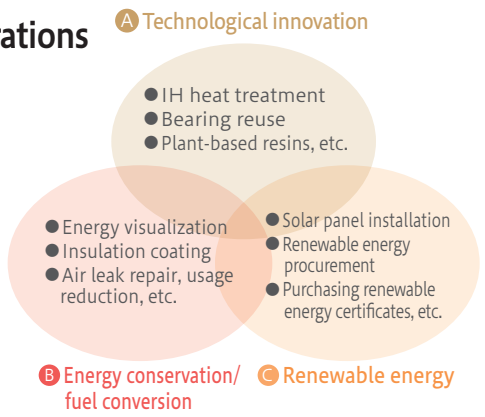 rations
A Technological innovation
● IH heat treatment
● Bearing reuse
● Plant-based resins, etc.
● Energy visualization
● Insulation coating
● Air leak repair, usage
reduction, etc.
● Solar panel installation
● Renewable energy
procurement
● Purchasing renewable
energy certificates, etc.
B Energy conservation/
fuel conversion
C Renewable energy